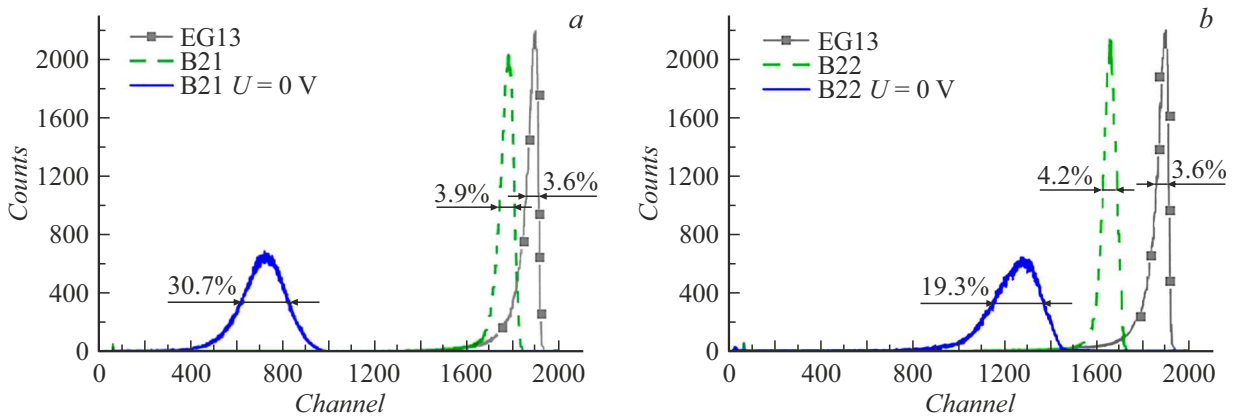 a
EG13
B21
B21 U = 0 V
2000
1600
1200
800
400
0
Counts
3.9%
3.6%
30.7%
0 400 800 1200 1600 2000
Channel
b
EG13
B22
B22 U = 0 V
2000
1600
1200
800
400
0
Counts
4.2%
3.6%
19.3%
0 400 800 1200 1600 2000
Channel